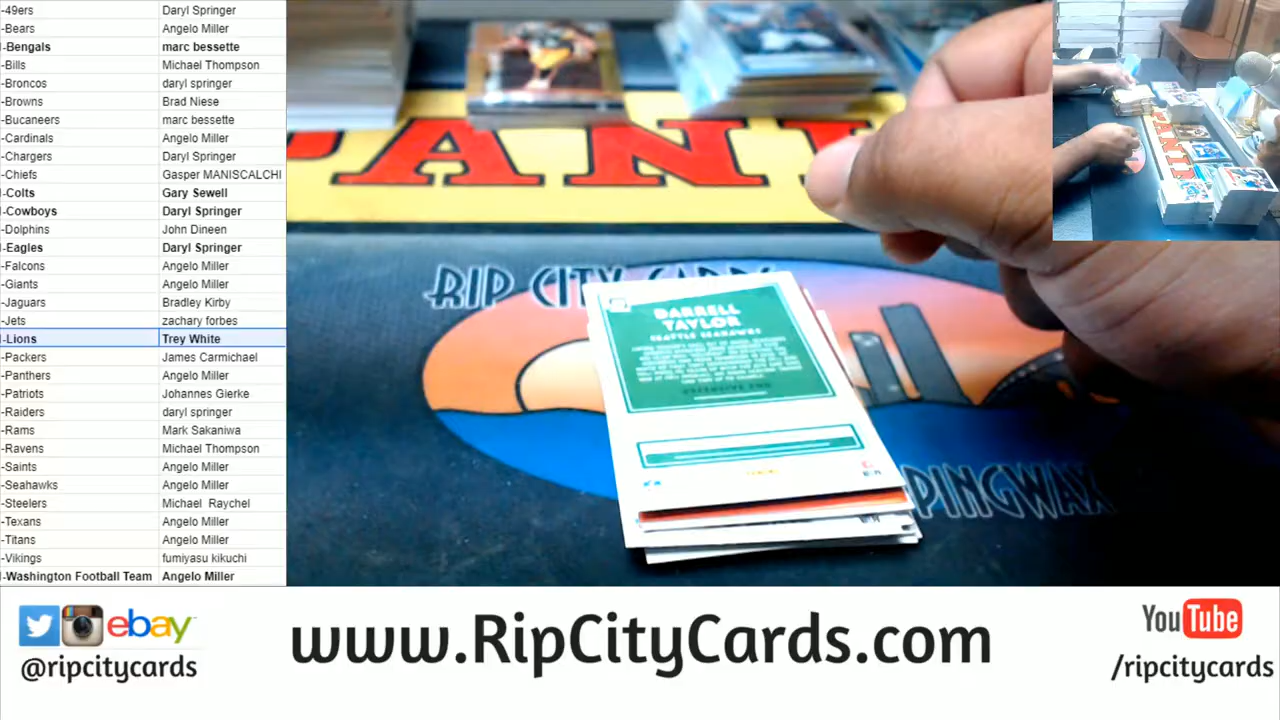 -49ers Daryl Springer
-Bears Angelo Miller
-Bengals marc bessette
-Bills Michael Thompson
-Broncos daryl springer
-Browns Brad Niese
-Bucaneers marc bessette
-Cardinals Angelo Miller
-Chargers Daryl Springer
-Chiefs Gasper MANISCALCHI
-Colts Gary Sewell
-Cowboys Daryl Springer
-Dolphins John Dineen
-Eagles Daryl Springer
-Falcons Angelo Miller
-Giants Angelo Miller
-Jaguars Bradley Kirby
-Jets zachary forbes
-Lions Trey White
-Packers James Carmichael
-Panthers Angelo Miller
-Patriots Johannes Gierke
-Raiders daryl springer
-Rams Mark Sakaniwa
-Ravens Michael Thompson
-Saints Angelo Miller
-Seahawks Angelo Miller
-Steelers Michael Raychel
-Texans Angelo Miller
-Titans Angelo Miller
-Vikings fumiyasu kikuchi
-Washington Football Team Angelo Miller
PANI
PANI
RIP CITY CARDS
DARRELL
TAYLOR
SEATTLE SEAHAWKS
DEFENSIVE END
PINGWAX
ebay
@ripcitycards
www.RipCityCards.com
YouTube
/ripcitycards